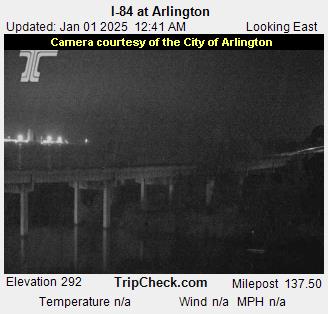 I-84 at Arlington
Updated: Jan 01 2025 12:41 AM Looking East
Camera courtesy of the City of Arlington
Elevation 292 TripCheck.com Milepost 137.50
Temperature n/a Wind n/a MPH n/a